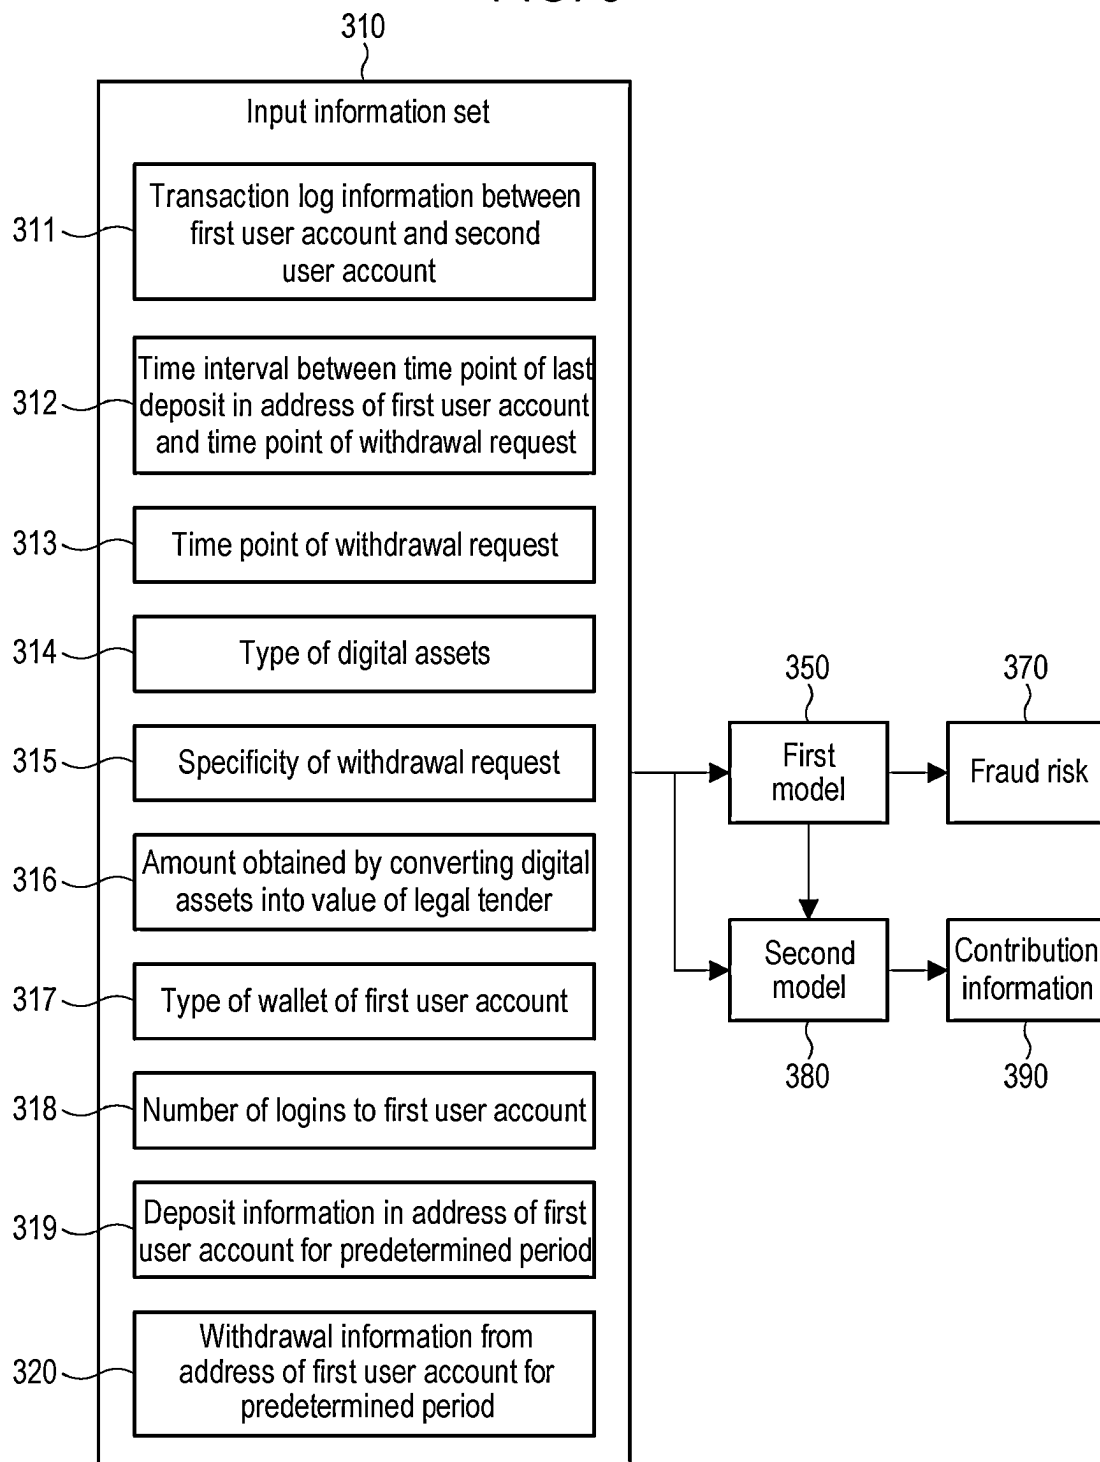 310
Input information set
311
Transaction log information between
first user account and second
user account
312
Time interval between time point of last
deposit in address of first user account
and time point of withdrawal request
313
Time point of withdrawal request
314
Type of digital assets
315
Specificity of withdrawal request
316
Amount obtained by converting digital
assets into value of legal tender
317
Type of wallet of first user account
318
Number of logins to first user account
319
Deposit information in address of first
user account for predetermined period
320
Withdrawal information from
address of first user account for
predetermined period
350
First
model
370
Fraud risk
Second
model
380
Contribution
information
390